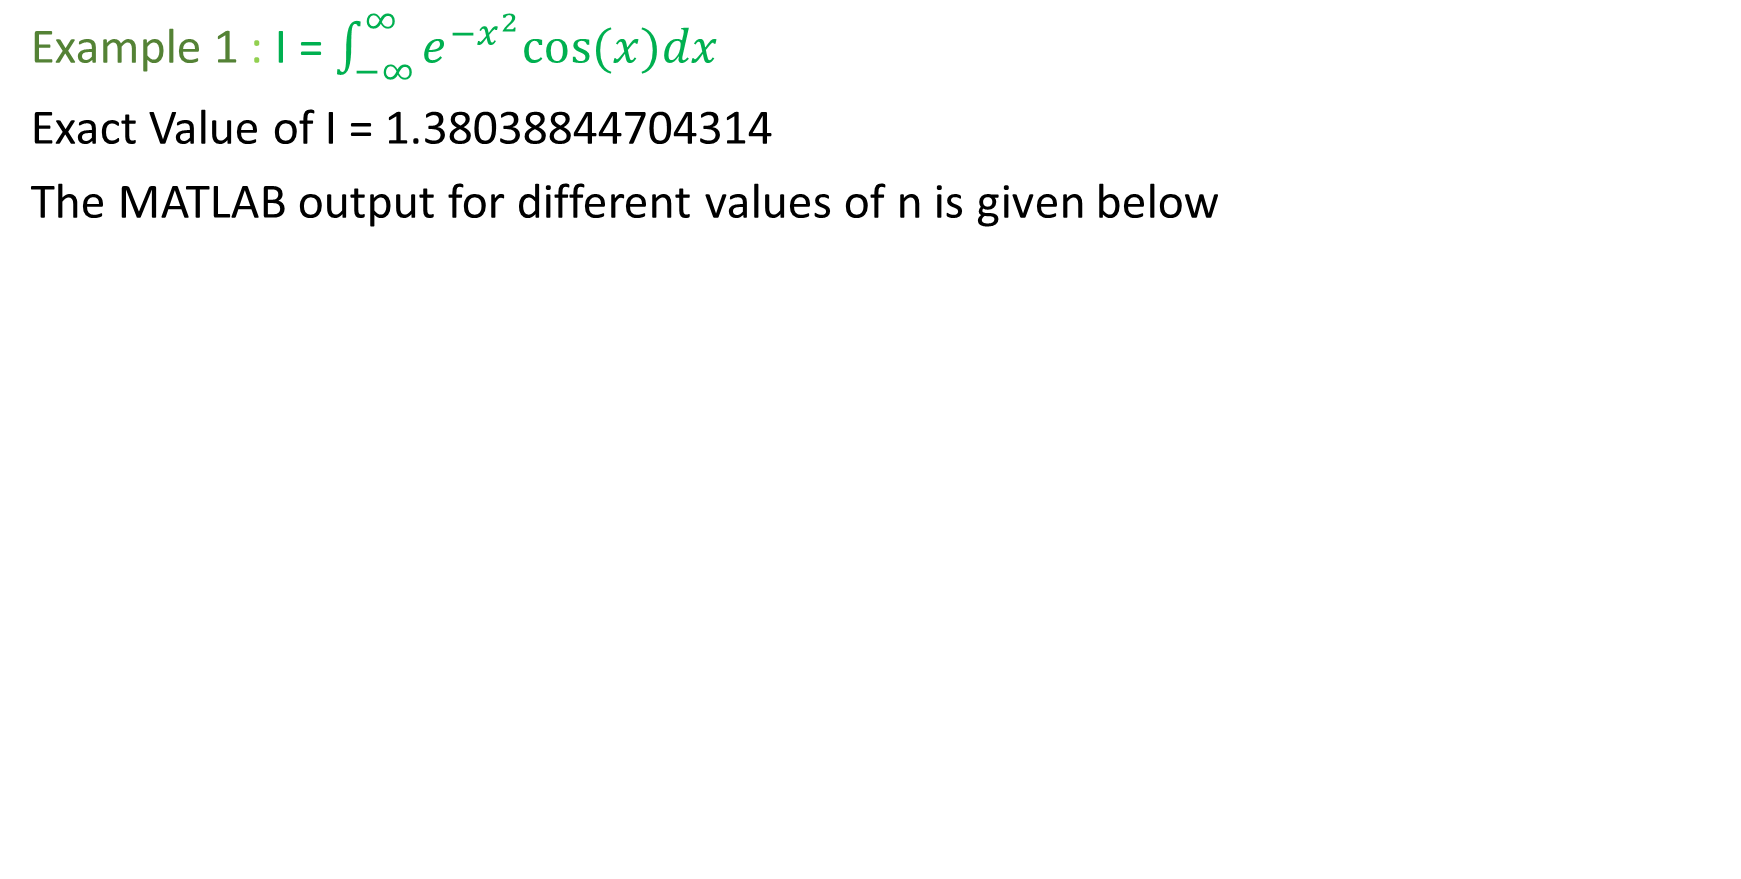 Example 1 : I = ∫_{-∞}^{∞} e^{-x^2} cos(x)dx
Exact Value of I = 1.38038844704314
The MATLAB output for different values of n is given below